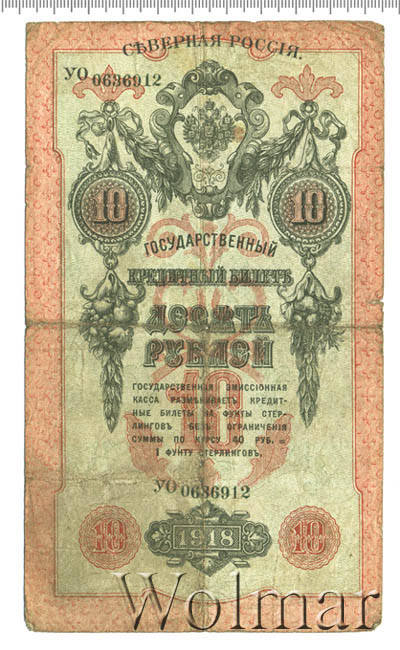 СѢВЕРНАЯ РОССІЯ.
УО 0636912
10 10
ГОСУДАРСТВЕННЫЙ
КРЕДИТНЫЙ БИЛЕТЪ
ДЕСЯТЬ
РУБЛЕЙ
10
ГОСУДАРСТВЕННАЯ ЭМИССІОННАЯ
КАССА РАЗМѢНИВАЕТЪ КРЕДИТ-
НЫЕ БИЛЕТЫ НА ФУНТЫ СТЕР-
ЛИНГОВЪ БЕЗЪ ОГРАНИЧЕНІЯ
СУММЫ ПО КУРСУ 40 РУБ. =
1 ФУНТУ СТЕРЛИНГОВЪ.
УО 0636912
10 1918 10
Wolmar